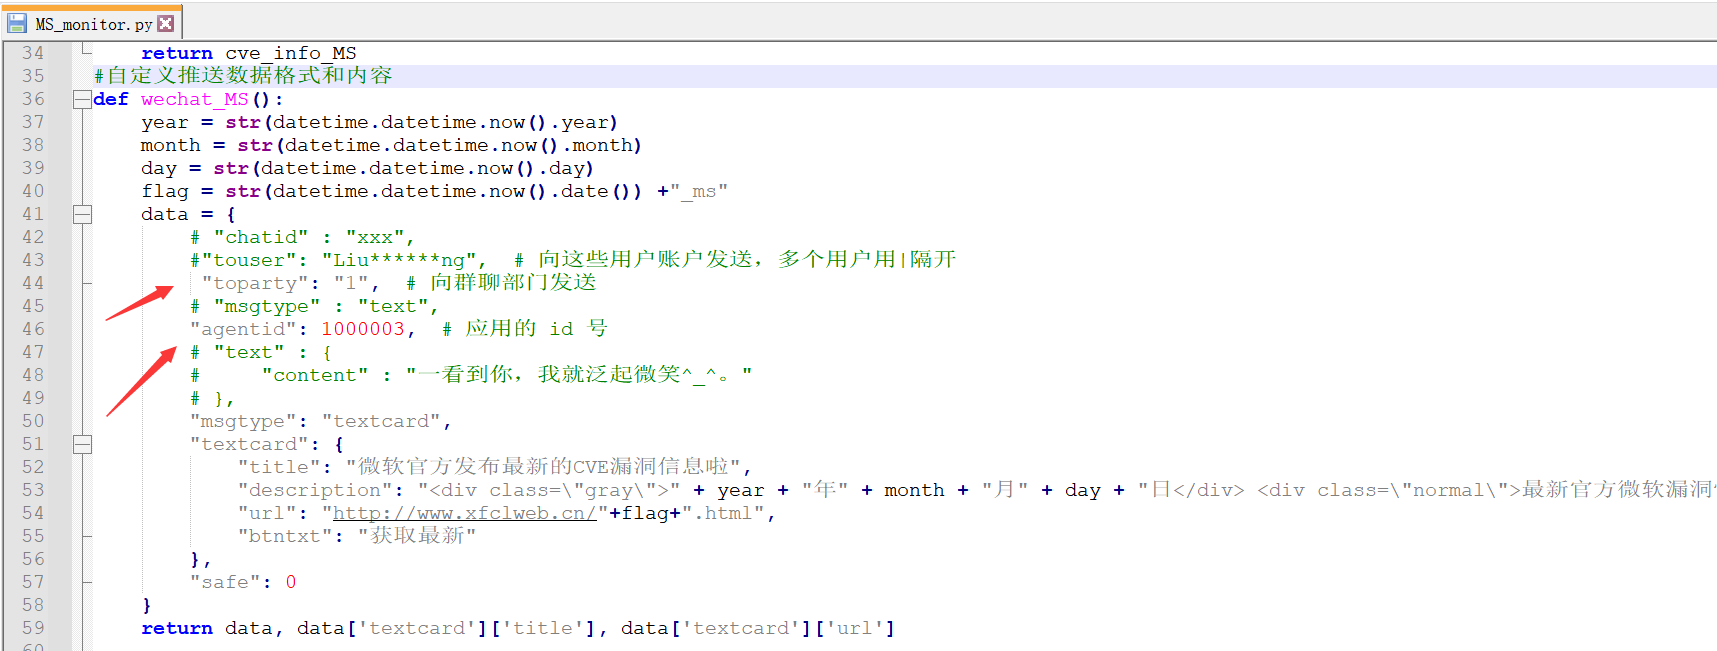 MS_monitor.py
34 return cve_info_MS
35 #自定义推送数据格式和内容
36 def wechat_MS():
37 year = str(datetime.datetime.now().year)
38 month = str(datetime.datetime.now().month)
39 day = str(datetime.datetime.now().day)
40 flag = str(datetime.datetime.now().date()) +"_ms"
41 data = {
42 # "chatid" : "xxx",
43 #"touser": "Liu******ng", # 向这些用户账户发送，多个用户用|隔开
44 "toparty": "1", # 向群聊部门发送
45 # "msgtype" : "text",
46 "agentid": 1000003, # 应用的 id 号
47 # "text" : {
48 # "content" : "一看到你，我就泛起微笑^_^。"
49 # },
50 "msgtype": "textcard",
51 "textcard": {
52 "title": "微软官方发布最新的CVE漏洞信息啦",
53 "description": "<div class=\"gray\">" + year + "年" + month + "月" + day + "日</div> <div class=\"normal\">最新官方微软漏洞
54 "url": "http://www.xfclweb.cn/"+flag+".html",
55 "btntxt": "获取最新"
56 },
57 "safe": 0
58 }
59 return data, data['textcard']['title'], data['textcard']['url']